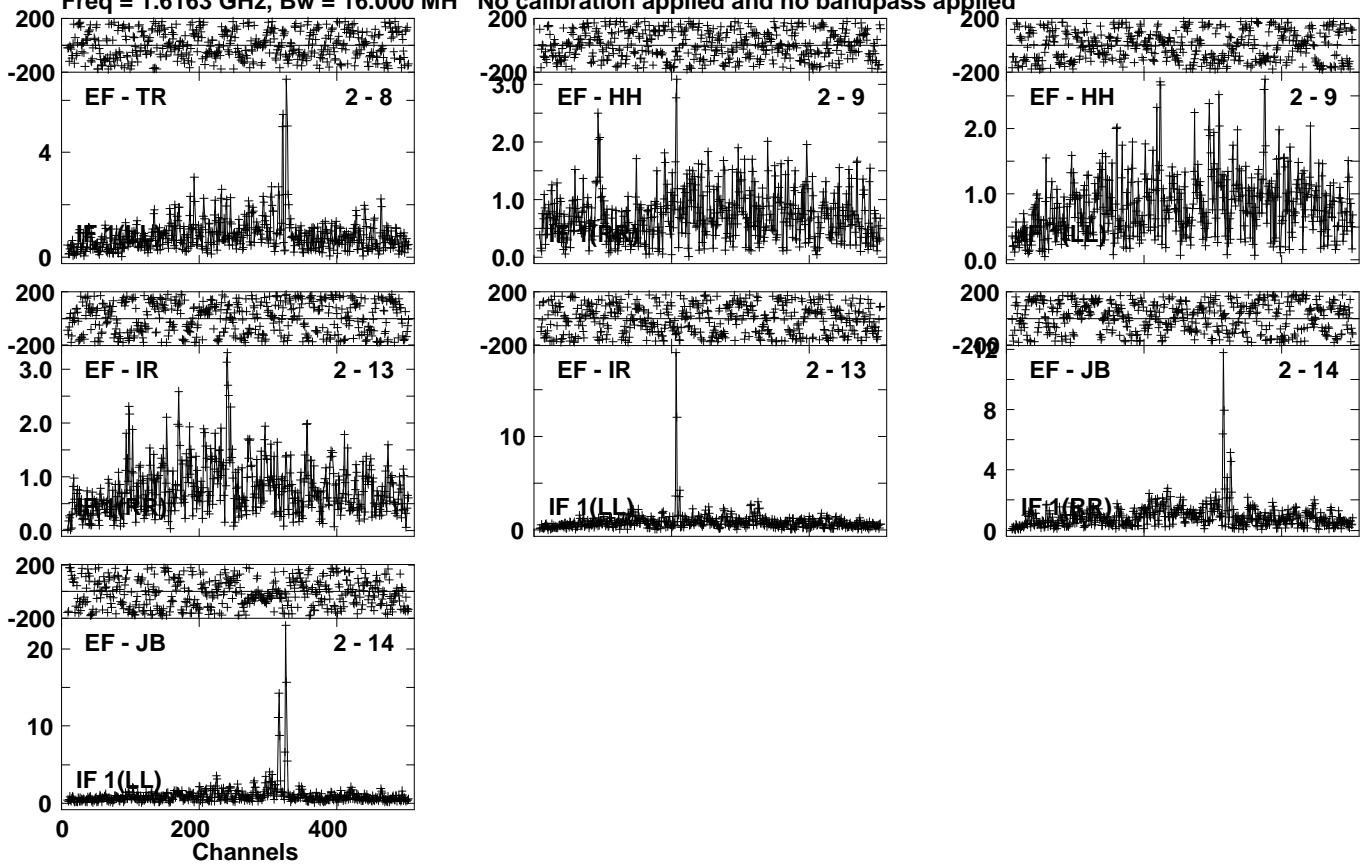 Freq = 1.6163 GHz, Bw = 16.000 MH No calibration applied and no bandpass applied
200
-200
EF - TR 2 - 8
4
0
200
-200
EF - HH 2 - 9
3.0
2.0
1.0
0.0
200
-200
EF - HH 2 - 9
2.0
1.0
0.0
200
-200
EF - IR 2 - 13
3.0
2.0
1.0
0.0
200
-200
EF - IR 2 - 13
10
IF 1(LL)
0
200
-200
12
EF - JB 2 - 14
8
4
IF 1(RR)
0
200
-200
EF - JB 2 - 14
20
10
IF 1(LL)
0
0 200 400
Channels